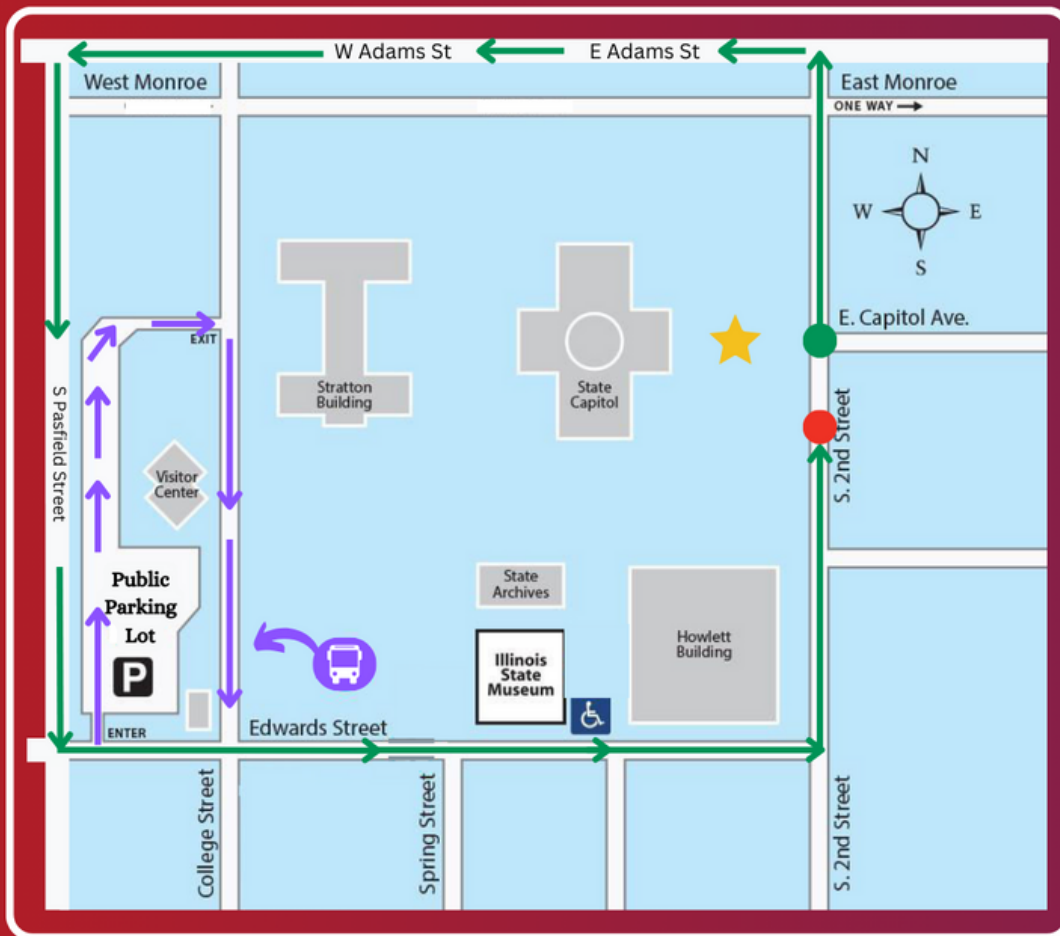 W Adams St
E Adams St
West Monroe
East Monroe
ONE WAY
N
W
E
S
E. Capitol Ave.
EXIT
Stratton
Building
State
Capitol
S Pasfield Street
S. 2nd Street
Visitor
Center
Public
Parking
Lot
P
State
Archives
Illinois
State
Museum
Howlett
Building
ENTER
Edwards Street
College Street
Spring Street
S. 2nd Street